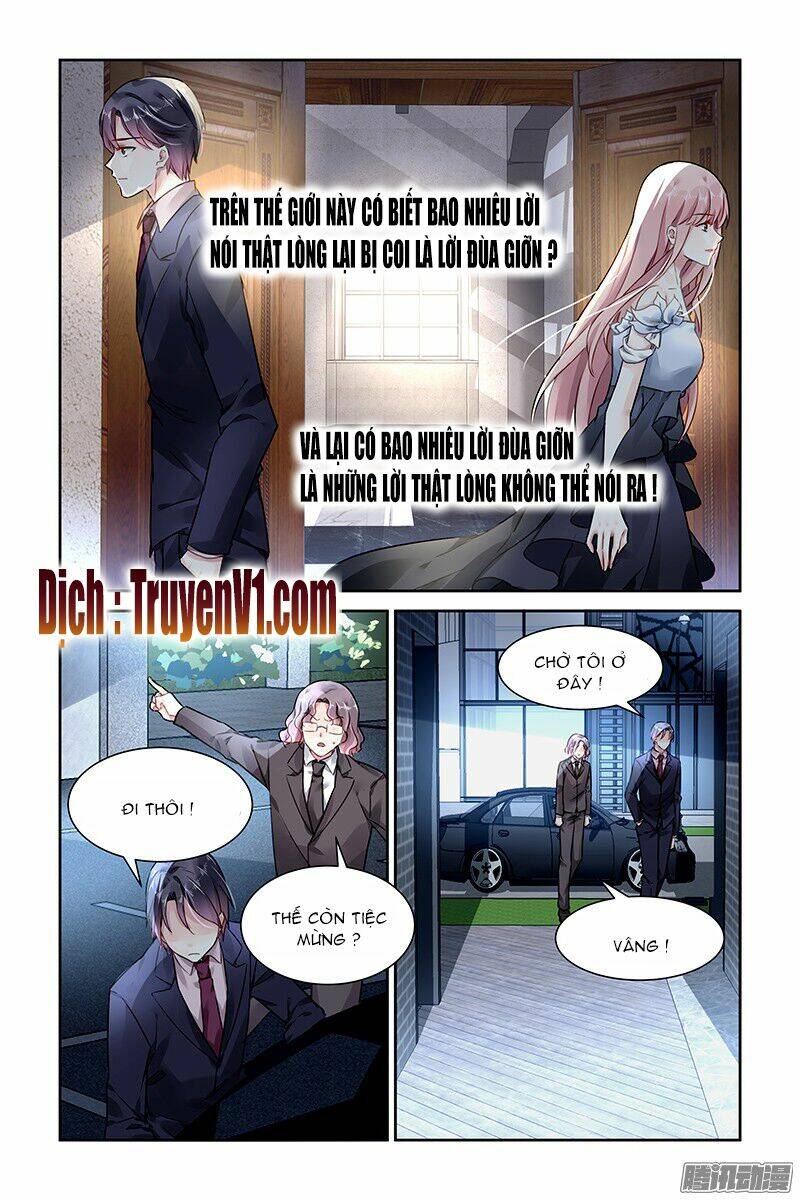 TRÊN THẾ GIỚI NÀY CÓ BIẾT BAO NHIÊU LỜI
NÓI THẬT LÒNG LẠI BỊ COI LÀ LỜI ĐÙA GIỠN ?
VÀ LẠI CÓ BAO NHIÊU LỜI ĐÙA GIỠN
LÀ NHỮNG LỜI THẬT LÒNG KHÔNG THỂ NÓI RA !
Dịch : TruyenV1.com
ĐI THÔI !
THẾ CÒN TIỆC
MỪNG ?
CHỜ TÔI Ở
ĐÂY !
VÂNG !
腾讯动漫